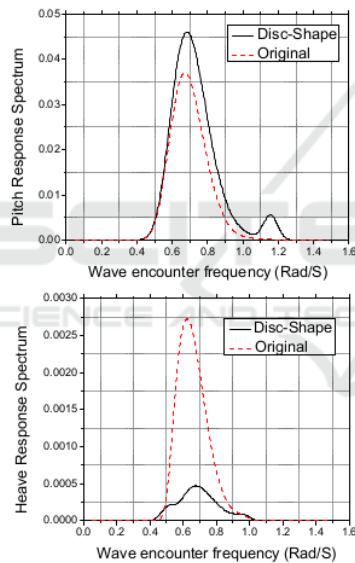 0.05
0.04
0.03
0.02
0.01
0.00
Pitch Response Spectrum
Disc-Shape
Original
0.0 0.2 0.4 0.6 0.8 1.0 1.2 1.4 1.6
Wave encounter frequency (Rad/S)
SCIENCE AND TEC
0.0030
0.0025
0.0020
0.0015
0.0010
0.0005
0.0000
Heave Response Spectrum
Disc-Shape
Original
0.0 0.2 0.4 0.6 0.8 1.0 1.2 1.4 1.6
Wave encounter frequency (Rad/S)